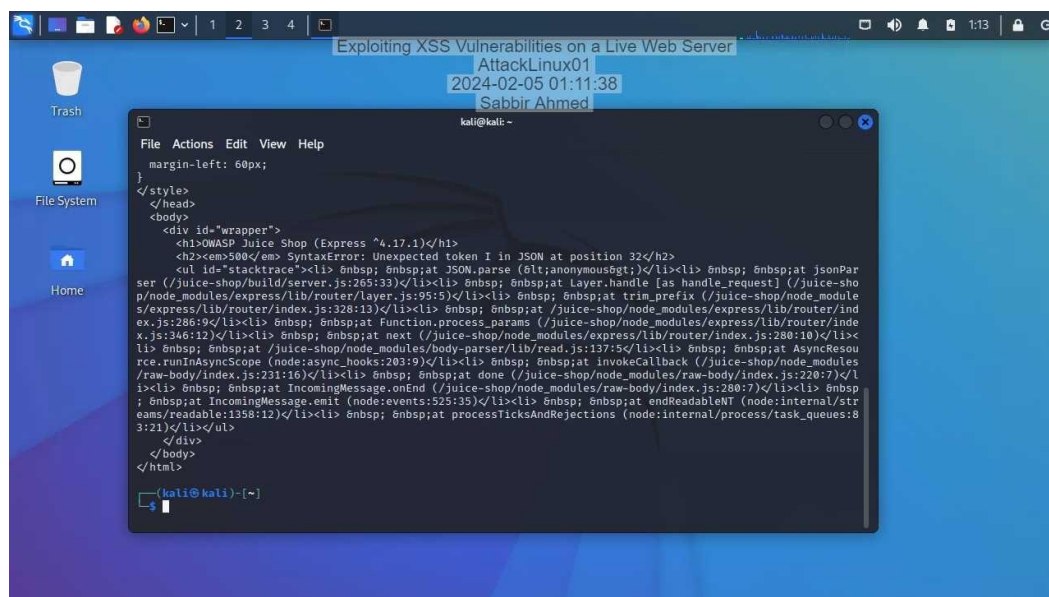 1 2 3 4 1:13 G
Exploiting XSS Vulnerabilities on a Live Web Server
AttackLinux01
2024-02-05 01:11:38
Sabbir Ahmed
Trash
File System
Home
kali@kali: ~
File Actions Edit View Help
  margin-left: 60px;
}
</style>
  </head>
  <body>
    <div id="wrapper">
      <h1>OWASP Juice Shop (Express ^4.17.1)</h1>
      <h2><em>500</em> SyntaxError: Unexpected token I in JSON at position 32</h2>
      <ul id="stacktrace"><li> &nbsp; &nbsp;at JSON.parse (&lt;anonymous&gt;)</li><li> &nbsp; &nbsp;at jsonPar
ser (/juice-shop/build/server.js:265:33)</li><li> &nbsp; &nbsp;at Layer.handle [as handle_request] (/juice-sho
p/node_modules/express/lib/router/layer.js:95:5)</li><li> &nbsp; &nbsp;at trim_prefix (/juice-shop/node_module
s/express/lib/router/index.js:328:13)</li><li> &nbsp; &nbsp;at /juice-shop/node_modules/express/lib/router/ind
ex.js:286:9</li><li> &nbsp; &nbsp;at Function.process_params (/juice-shop/node_modules/express/lib/router/inde
x.js:346:12)</li><li> &nbsp; &nbsp;at next (/juice-shop/node_modules/express/lib/router/index.js:280:10)</li><
li> &nbsp; &nbsp;at /juice-shop/node_modules/body-parser/lib/read.js:137:5</li><li> &nbsp; &nbsp;at AsyncResou
rce.runInAsyncScope (node:async_hooks:203:9)</li><li> &nbsp; &nbsp;at invokeCallback (/juice-shop/node_modules
/raw-body/index.js:231:16)</li><li> &nbsp; &nbsp;at done (/juice-shop/node_modules/raw-body/index.js:220:7)</l
i><li> &nbsp; &nbsp;at IncomingMessage.onEnd (/juice-shop/node_modules/raw-body/index.js:280:7)</li><li> &nbsp
; &nbsp;at IncomingMessage.emit (node:events:525:35)</li><li> &nbsp; &nbsp;at endReadableNT (node:internal/str
eams/readable:1358:12)</li><li> &nbsp; &nbsp;at processTicksAndRejections (node:internal/process/task_queues:8
3:21)</li></ul>
    </div>
  </body>
</html>
┌──(kali㉿kali)-[~]
└─$